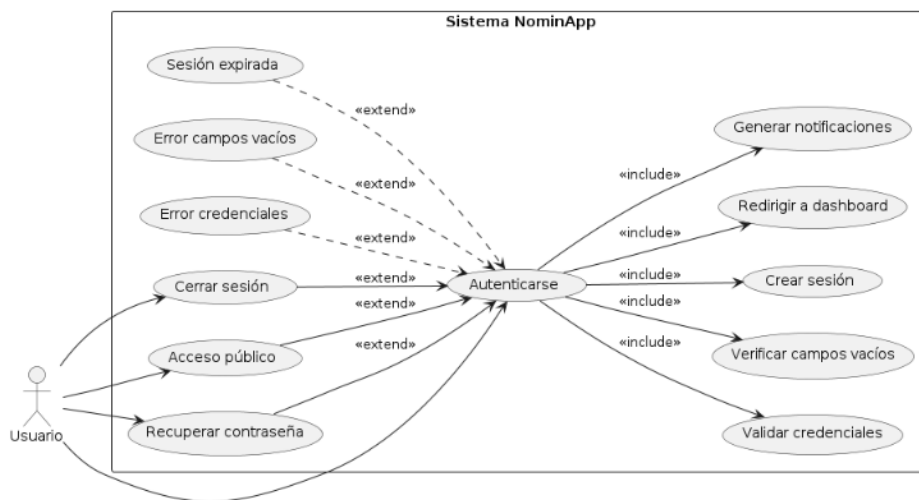 Sistema NominApp
Sesión expirada
«extend»
Generar notificaciones
Error campos vacíos
«extend»
«include»
Redirigir a dashboard
Error credenciales
«extend»
«include»
Cerrar sesión
«extend»
Autenticarse
«include»
Crear sesión
«extend»
«include»
Acceso público
«extend»
«include»
Verificar campos vacíos
Usuario
Recuperar contraseña
Validar credenciales